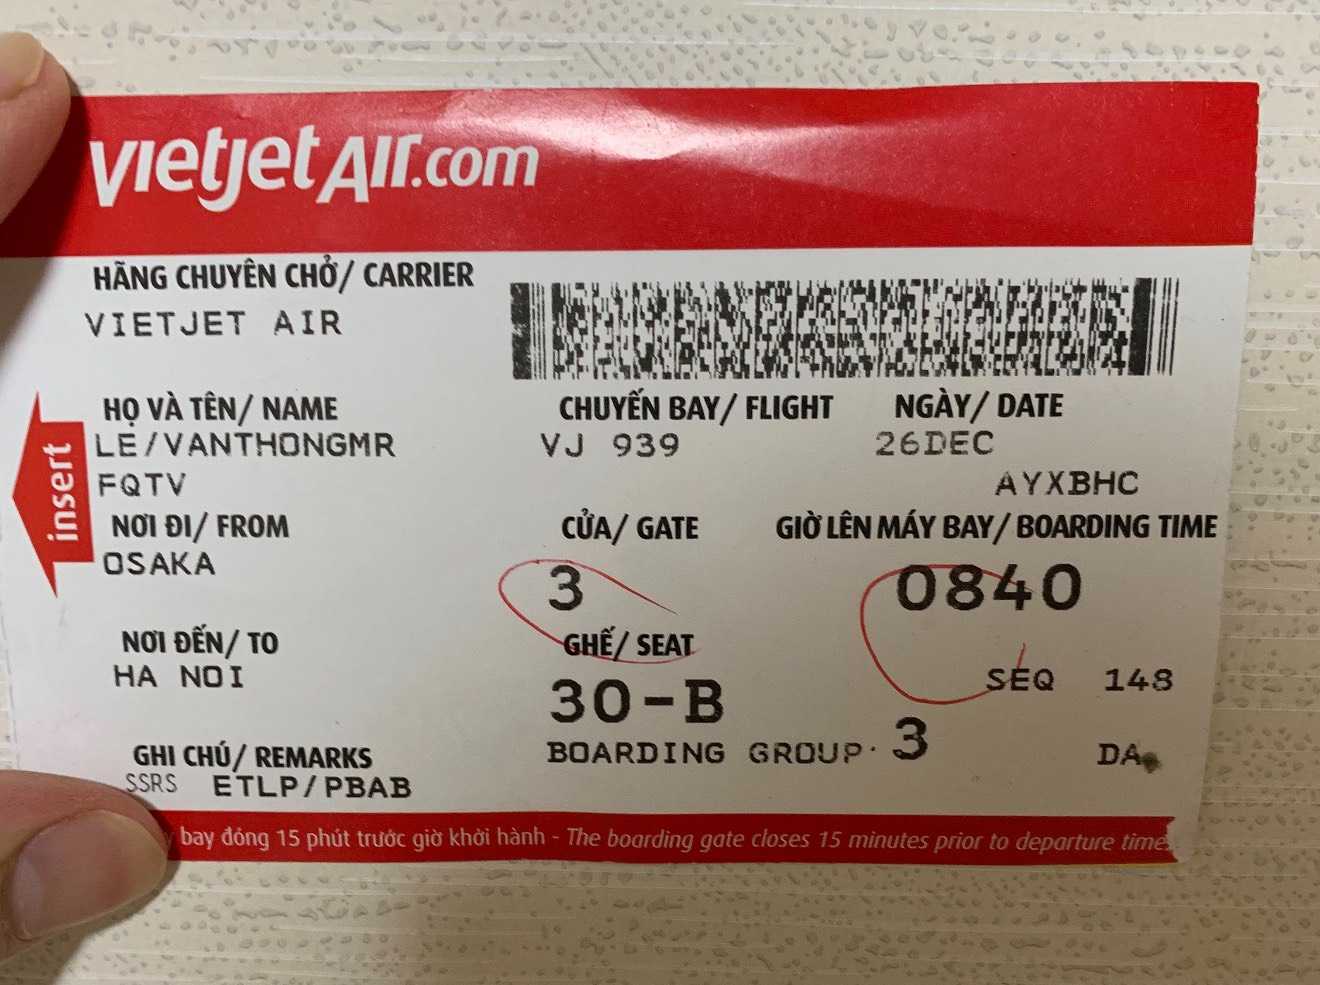 vietjetAir.com
HÃNG CHUYÊN CHỞ/ CARRIER
VIETJET AIR
HỌ VÀ TÊN/ NAME
LE/VANTHONGMR
FQTV
CHUYẾN BAY/ FLIGHT
VJ 939
NGÀY/ DATE
26DEC
AYXBHC
insert
NƠI ĐI/ FROM
OSAKA
CỬA/ GATE
3
GIỜ LÊN MÁY BAY/ BOARDING TIME
0840
NƠI ĐẾN/ TO
HA NOI
GHẾ/ SEAT
30-B
SEQ 148
GHI CHÚ/ REMARKS
SSRS ETLP/PBAB
BOARDING GROUP· 3
DA
bay đóng 15 phút trước giờ khởi hành - The boarding gate closes 15 minutes prior to departure time.